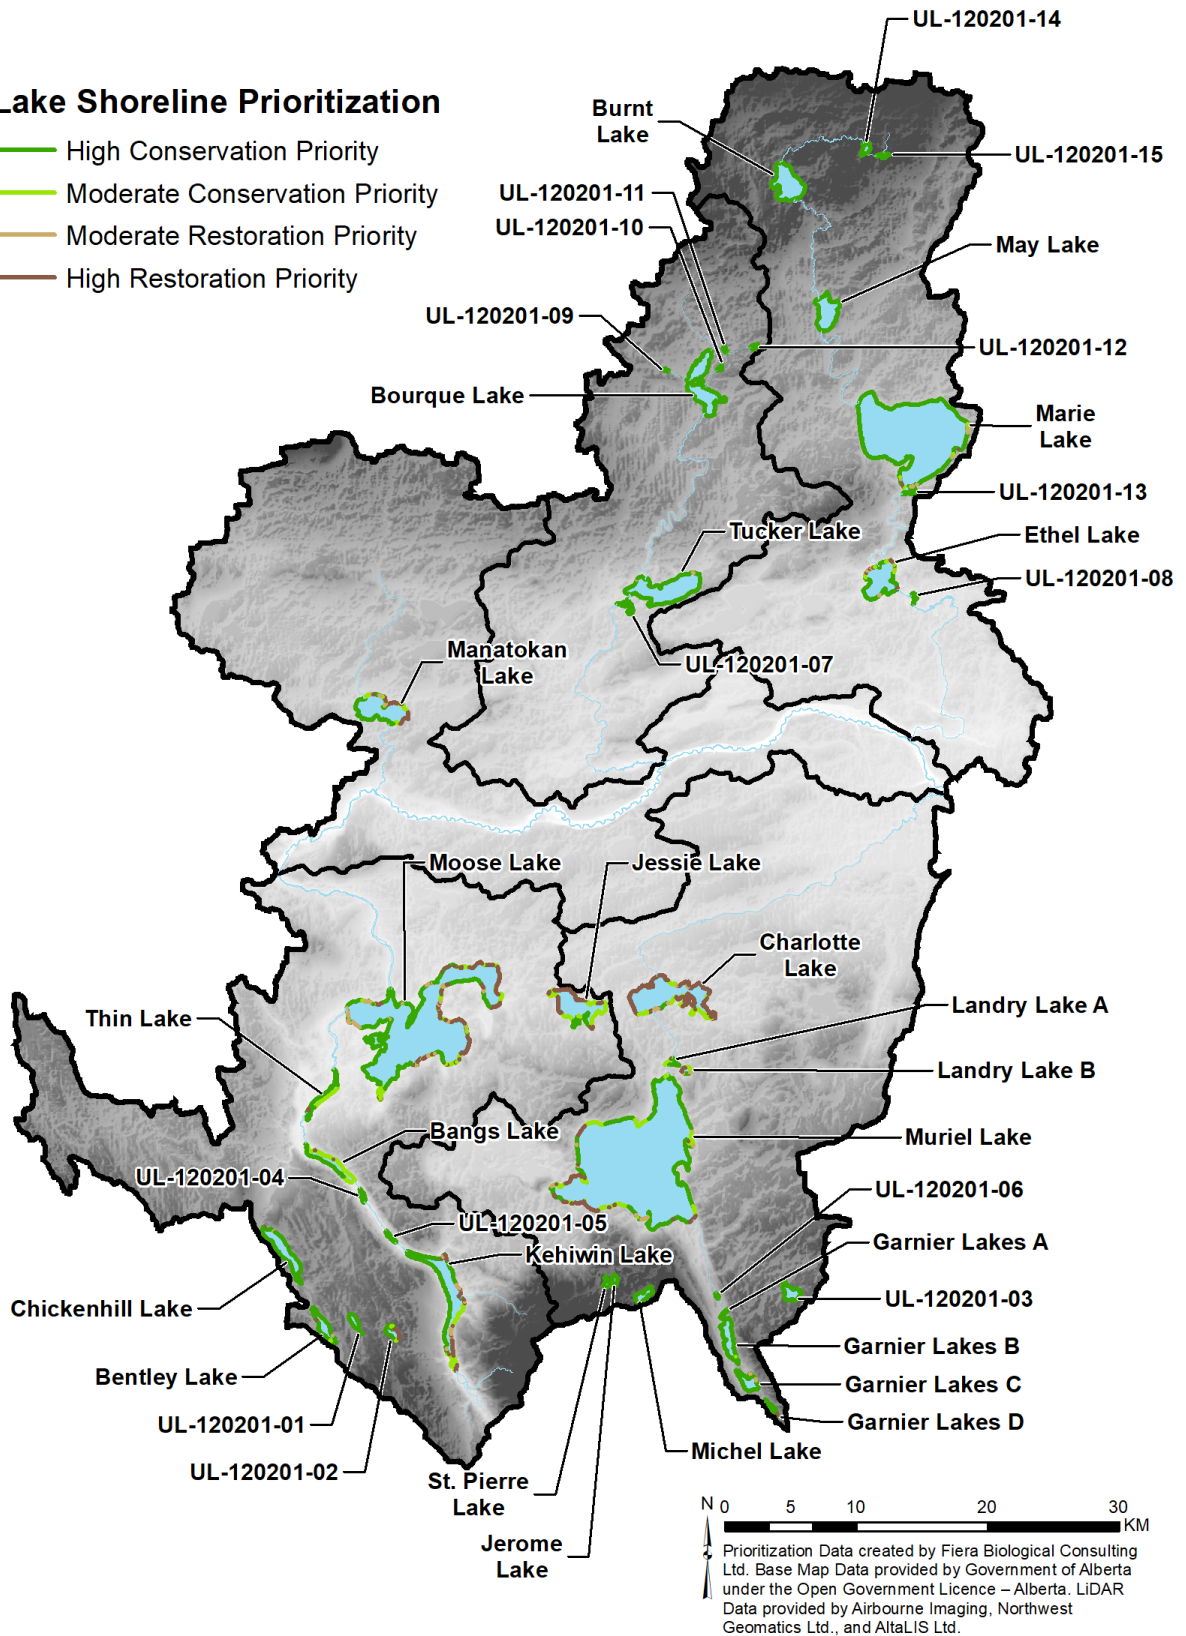 Lake Shoreline Prioritization
High Conservation Priority
Moderate Conservation Priority
Moderate Restoration Priority
High Restoration Priority
UL-120201-14
Burnt
Lake
UL-120201-15
UL-120201-11
UL-120201-10
May Lake
UL-120201-09
UL-120201-12
Bourque Lake
Marie
Lake
UL-120201-13
Tucker Lake
Ethel Lake
UL-120201-08
Manatokan
Lake
UL-120201-07
Moose Lake
Jessie Lake
Charlotte
Lake
Landry Lake A
Thin Lake
Landry Lake B
Bangs Lake
Muriel Lake
UL-120201-04
UL-120201-06
UL-120201-05
Garnier Lakes A
Kehiwin Lake
Chickenhill Lake
UL-120201-03
Garnier Lakes B
Bentley Lake
Garnier Lakes C
UL-120201-01
Garnier Lakes D
Michel Lake
UL-120201-02
St. Pierre
Lake
Jerome
Lake
N 0 5 10 20 30
KM
Prioritization Data created by Fiera Biological Consulting
Ltd. Base Map Data provided by Government of Alberta
under the Open Government Licence – Alberta. LiDAR
Data provided by Airbourne Imaging, Northwest
Geomatics Ltd., and AltaLIS Ltd.